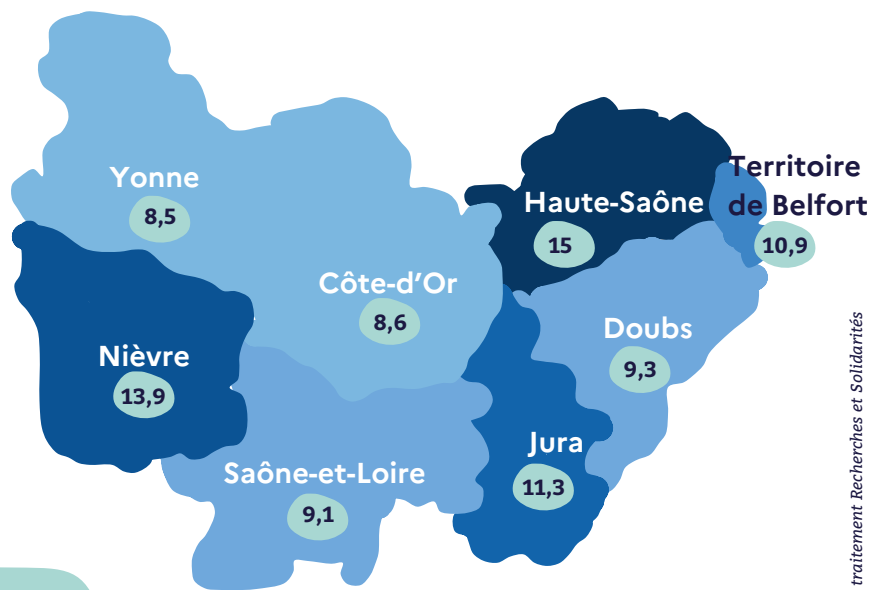 Yonne
8,5
Haute-Saône
15
Territoire
de Belfort
10,9
Côte-d'Or
8,6
Doubs
9,3
Nièvre
13,9
Jura
11,3
Saône-et-Loire
9,1
traitement Recherches et Solidarités